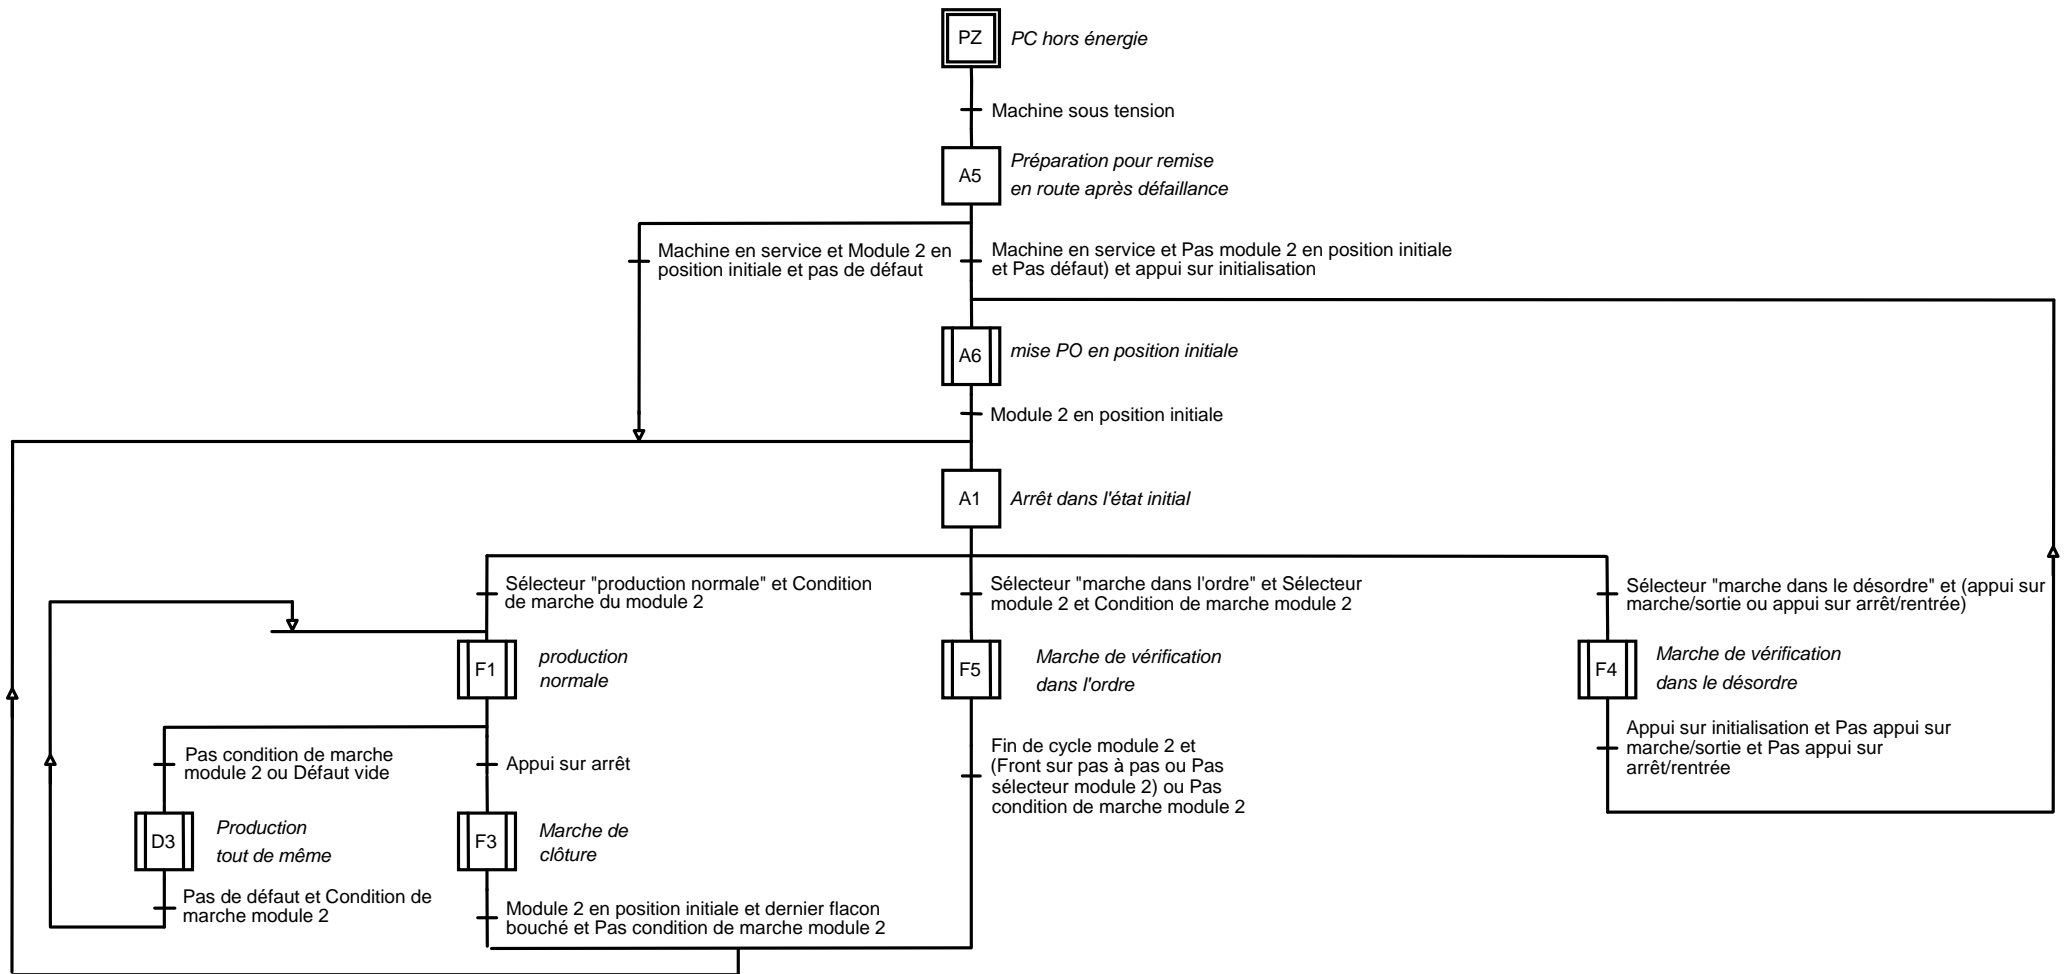 PZ
PC hors énergie
Machine sous tension
A5
Préparation pour remise
en route après défaillance
Machine en service et Module 2 en
position initiale et pas de défaut
Machine en service et Pas module 2 en position initiale
et Pas défaut) et appui sur initialisation
A6
mise PO en position initiale
Module 2 en position initiale
A1
Arrêt dans l'état initial
Sélecteur "production normale" et Condition
de marche du module 2
Sélecteur "marche dans l'ordre" et Sélecteur
module 2 et Condition de marche module 2
Sélecteur "marche dans le désordre" et (appui sur
marche/sortie ou appui sur arrêt/rentrée)
F1
production
normale
F5
Marche de vérification
dans l'ordre
F4
Marche de vérification
dans le désordre
Pas condition de marche
module 2 ou Défaut vide
Appui sur arrêt
Fin de cycle module 2 et
(Front sur pas à pas ou Pas
sélecteur module 2) ou Pas
condition de marche module 2
Appui sur initialisation et Pas appui sur
marche/sortie et Pas appui sur
arrêt/rentrée
D3
Production
tout de même
F3
Marche de
clôture
Pas de défaut et Condition de
marche module 2
Module 2 en position initiale et dernier flacon
bouché et Pas condition de marche module 2